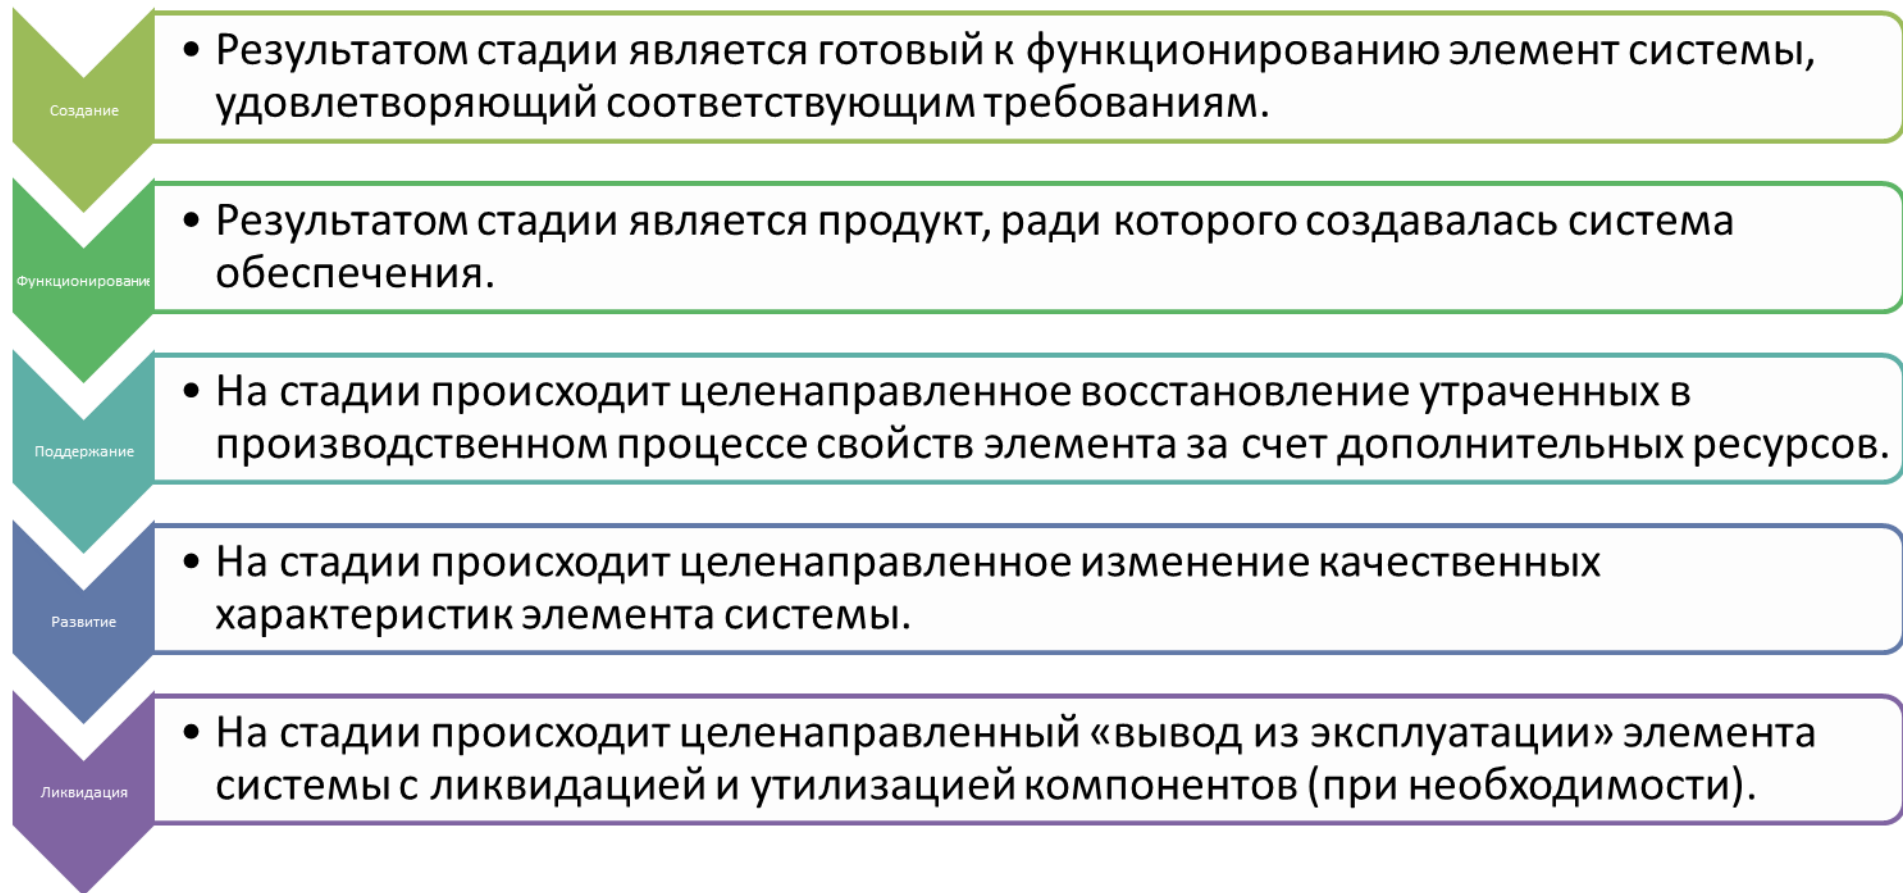 Создание
• Результатом стадии является готовый к функционированию элемент системы,
удовлетворяющий соответствующим требованиям.
Функционирование
• Результатом стадии является продукт, ради которого создавалась система
обеспечения.
Поддержание
• На стадии происходит целенаправленное восстановление утраченных в
производственном процессе свойств элемента за счет дополнительных ресурсов.
Развитие
• На стадии происходит целенаправленное изменение качественных
характеристик элемента системы.
Ликвидация
• На стадии происходит целенаправленный «вывод из эксплуатации» элемента
системы с ликвидацией и утилизацией компонентов (при необходимости).